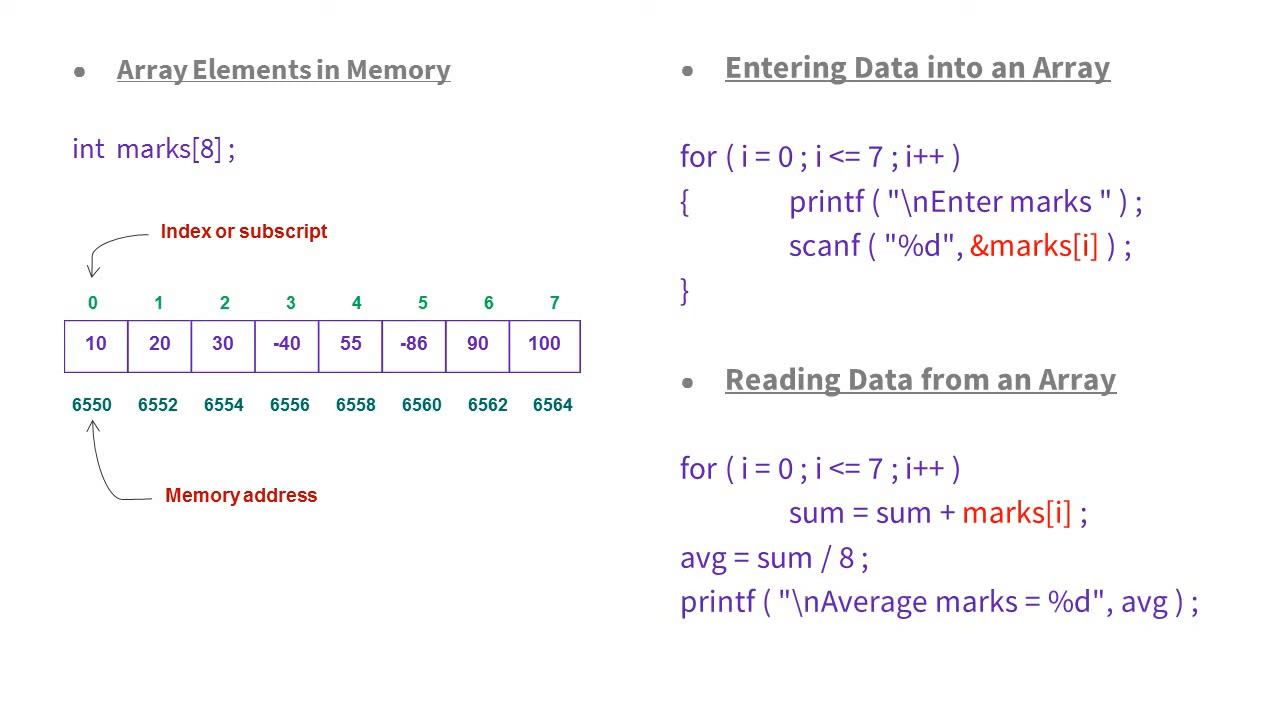 • Array Elements in Memory
int marks[8] ;
Index or subscript
0 1 2 3 4 5 6 7
10 20 30 -40 55 -86 90 100
6550 6552 6554 6556 6558 6560 6562 6564
Memory address
• Entering Data into an Array
for ( i = 0 ; i <= 7 ; i++ )
{ printf ( "\nEnter marks " ) ;
scanf ( "%d", &marks[i] ) ;
}
• Reading Data from an Array
for ( i = 0 ; i <= 7 ; i++ )
sum = sum + marks[i] ;
avg = sum / 8 ;
printf ( "\nAverage marks = %d", avg ) ;